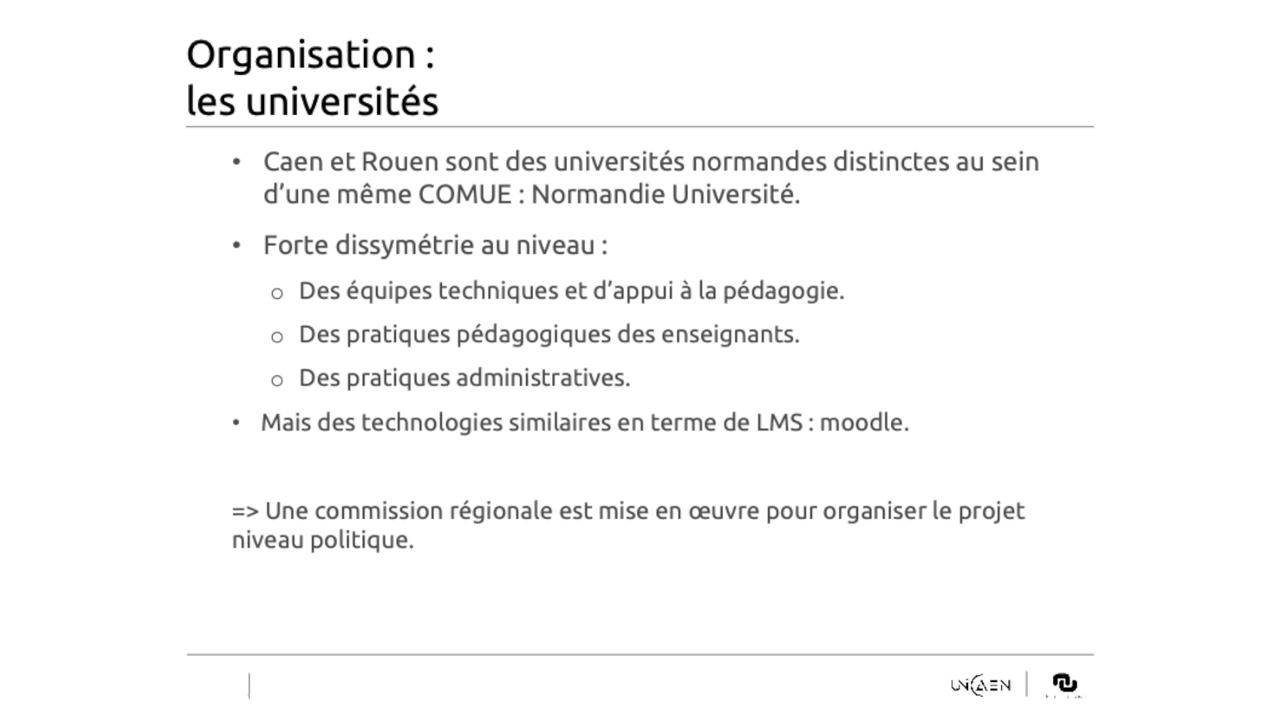 Organisation :
les universités
• Caen et Rouen sont des universités normandes distinctes au sein
d’une même COMUE : Normandie Université.
• Forte dissymétrie au niveau :
o Des équipes techniques et d’appui à la pédagogie.
o Des pratiques pédagogiques des enseignants.
o Des pratiques administratives.
• Mais des technologies similaires en terme de LMS : moodle.
=> Une commission régionale est mise en œuvre pour organiser le projet
niveau politique.
UNICAEN